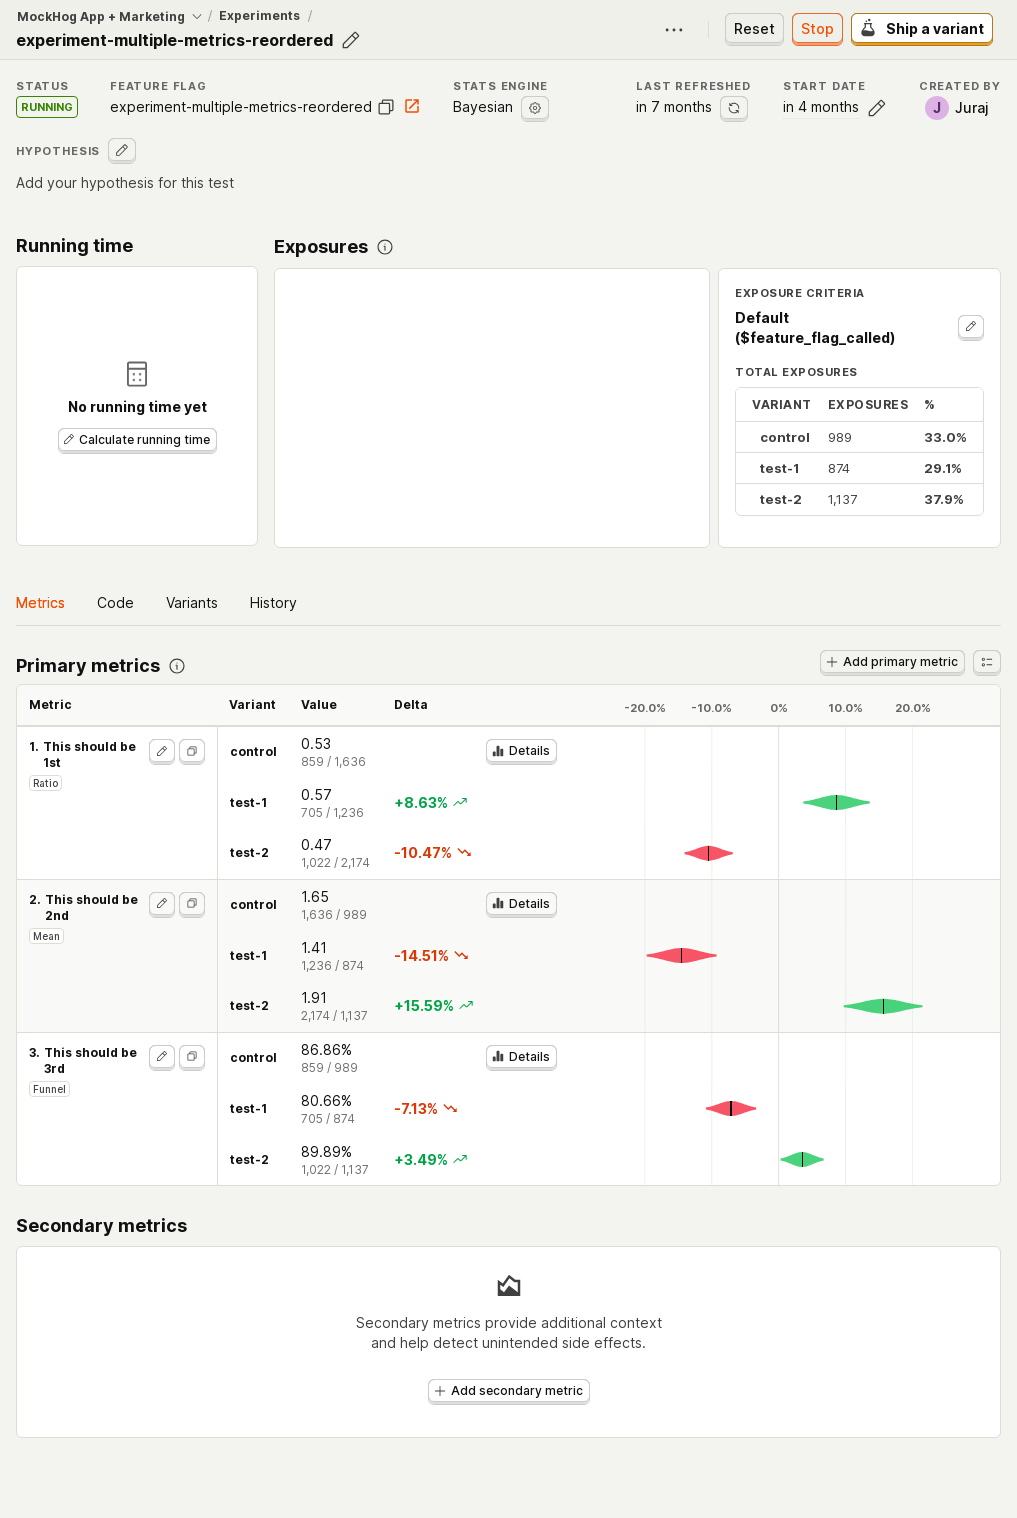 MockHog App + Marketing / Experiments /
experiment-multiple-metrics-reordered
Reset
Stop
Ship a variant
STATUS
RUNNING
FEATURE FLAG
experiment-multiple-metrics-reordered
STATS ENGINE
Bayesian
LAST REFRESHED
in 7 months
START DATE
in 4 months
CREATED BY
J Juraj
HYPOTHESIS
Add your hypothesis for this test
Running time
No running time yet
Calculate running time
Exposures
EXPOSURE CRITERIA
Default
($feature_flag_called)
TOTAL EXPOSURES
VARIANT EXPOSURES %
control 989 33.0%
test-1 874 29.1%
test-2 1,137 37.9%
Metrics Code Variants History
Primary metrics
Add primary metric
Metric Variant Value Delta -20.0% -10.0% 0% 10.0% 20.0%
1. This should be
1st
Ratio
control 0.53
859 / 1,636
Details
test-1 0.57 +8.63%
705 / 1,236
test-2 0.47 -10.47%
1,022 / 2,174
2. This should be
2nd
Mean
control 1.65
1,636 / 989
Details
test-1 1.41 -14.51%
1,236 / 874
test-2 1.91 +15.59%
2,174 / 1,137
3. This should be
3rd
Funnel
control 86.86%
859 / 989
Details
test-1 80.66% -7.13%
705 / 874
test-2 89.89% +3.49%
1,022 / 1,137
Secondary metrics
Secondary metrics provide additional context
and help detect unintended side effects.
Add secondary metric